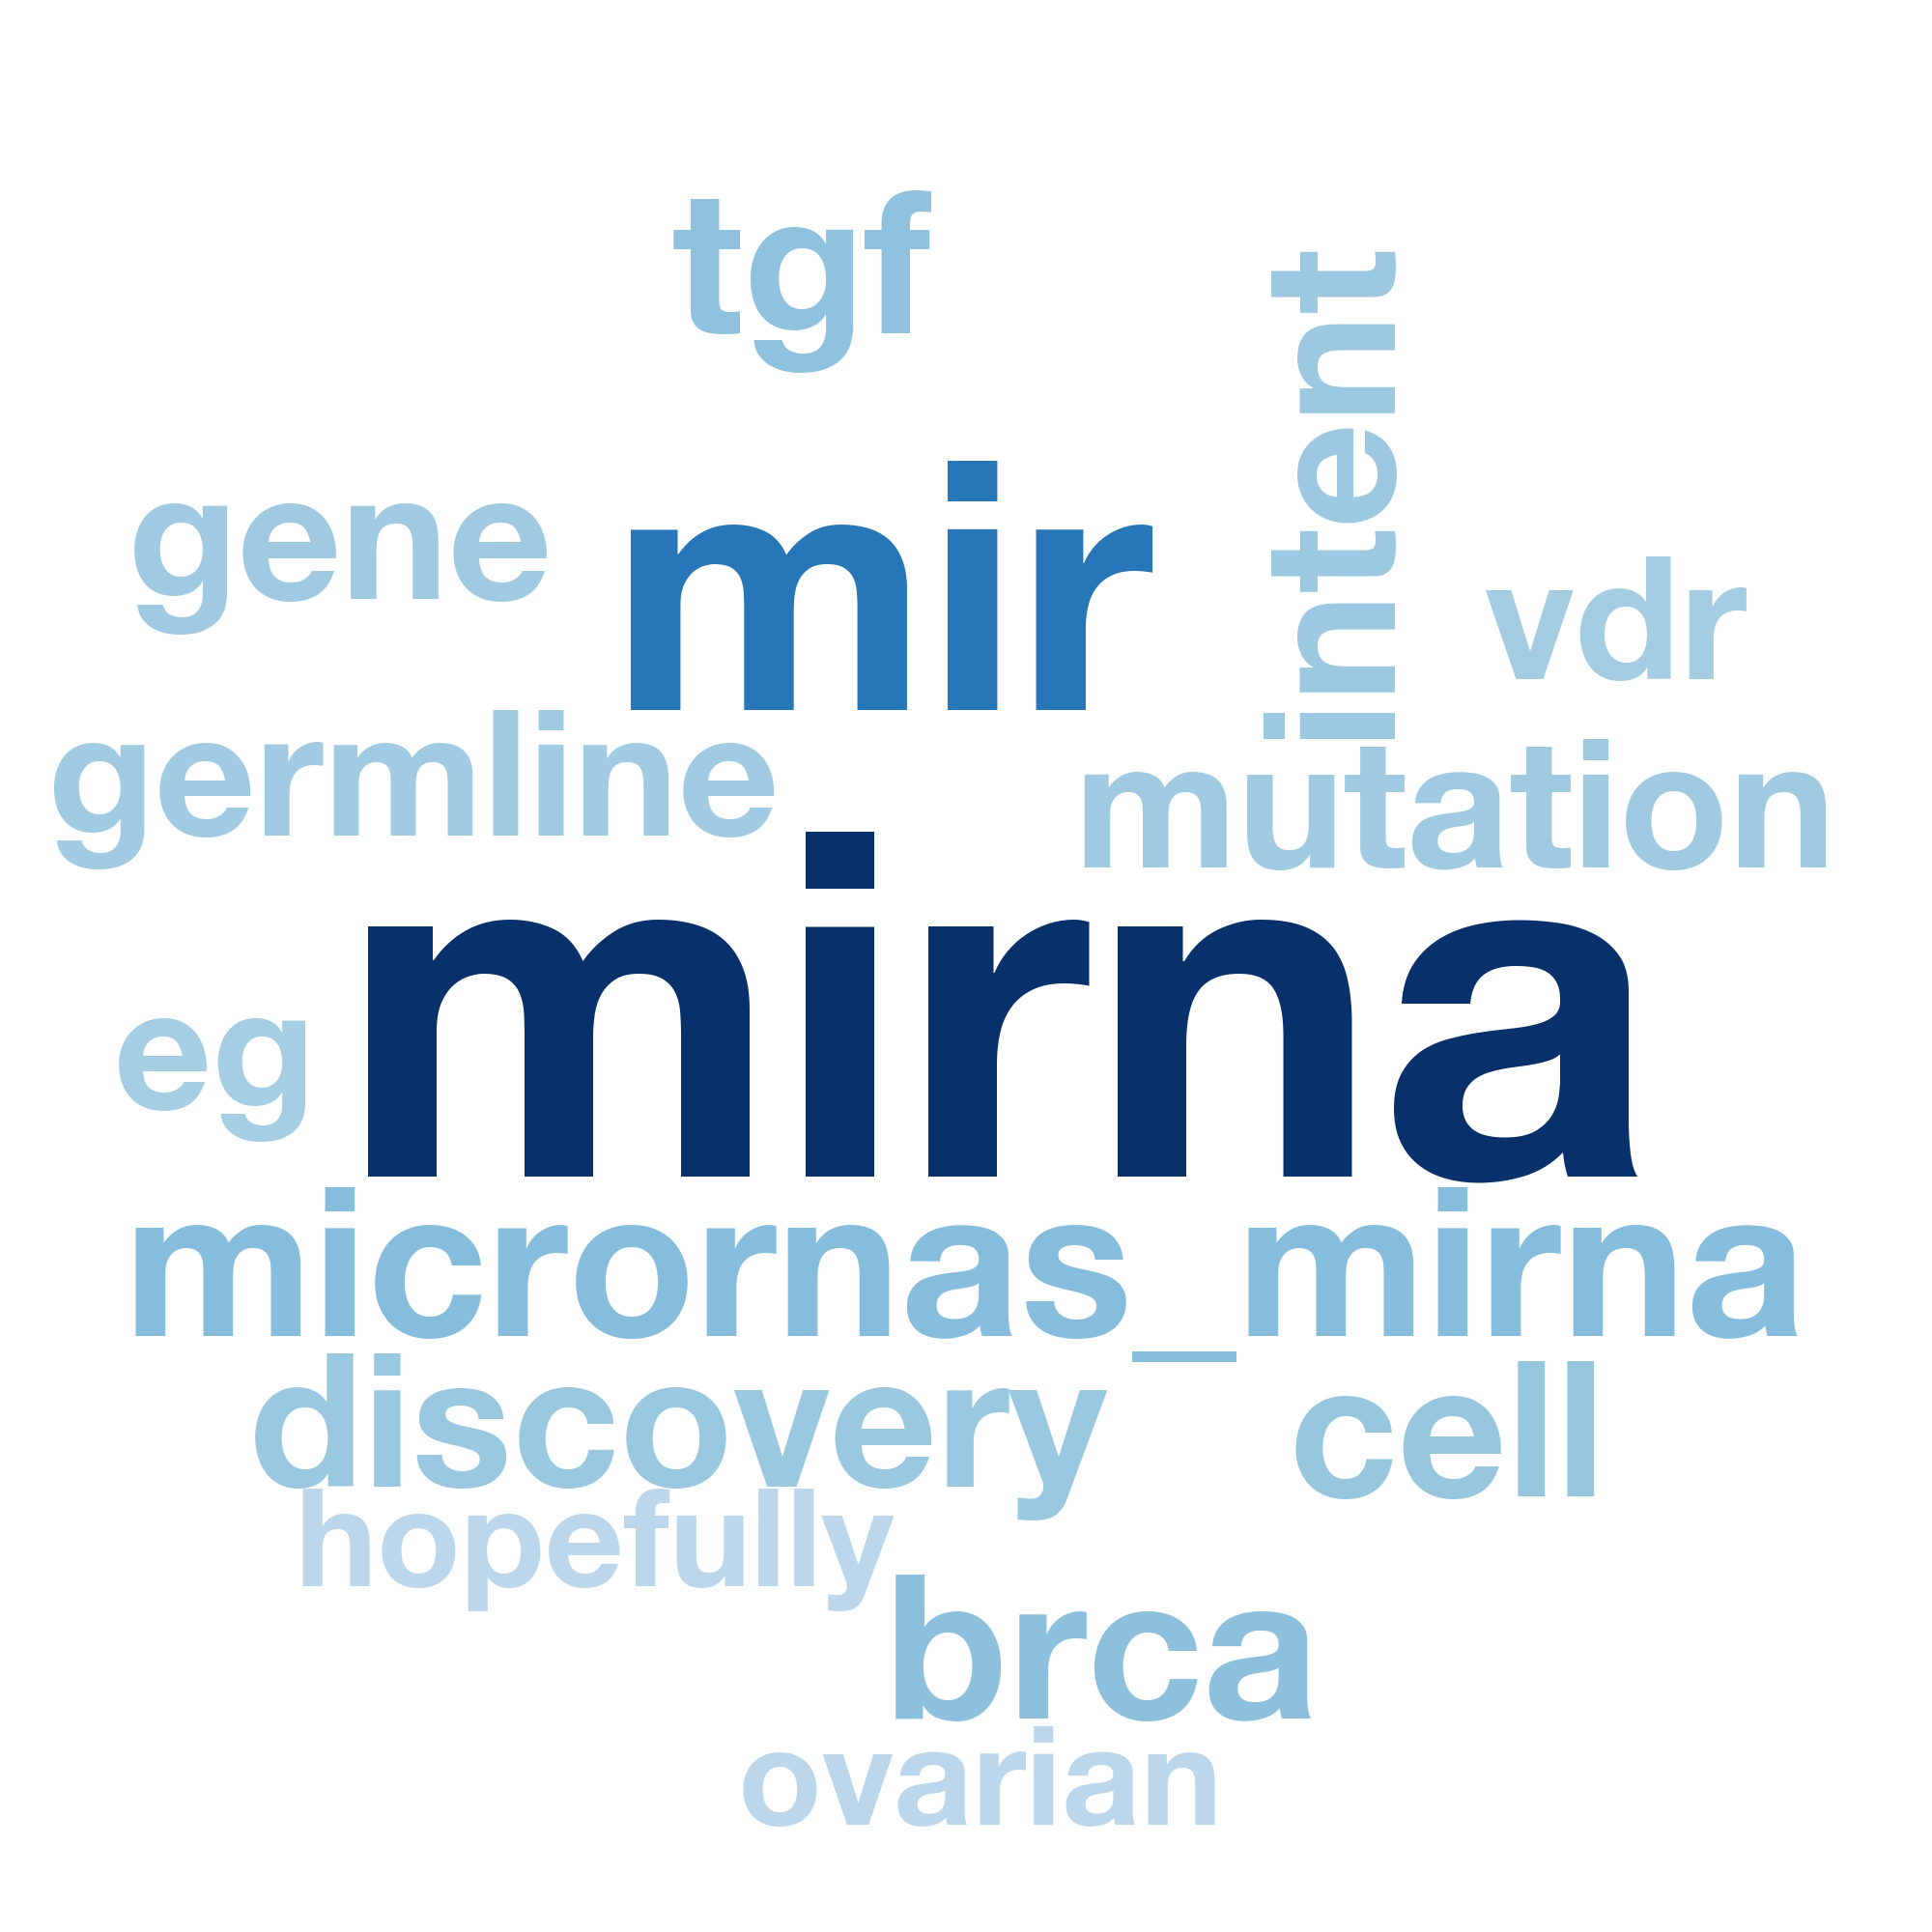 tgf
intent
gene
mir
vdr
germline
mutation
mirna
eg
micrornas_mirna
discovery
cell
hopefully
brca
ovarian